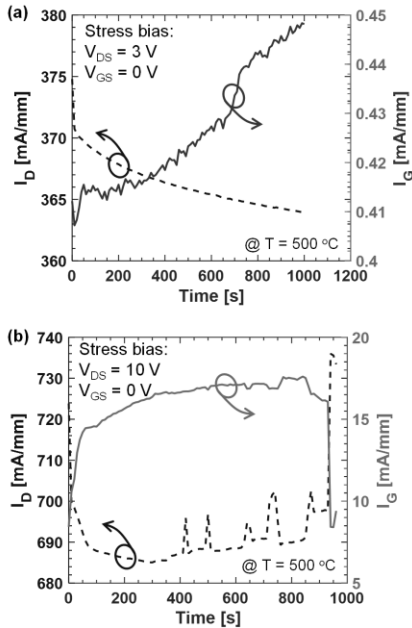 (a)
380
375
370
365
360
I_D [mA/mm]
Stress bias:
V_DS = 3 V
V_GS = 0 V
@ T = 500 °C
0.45
0.44
0.43
0.42
0.41
0.4
I_G [mA/mm]
0 200 400 600 800 1000 1200
Time [s]
(b)
740
730
720
710
700
690
680
I_D [mA/mm]
Stress bias:
V_DS = 10 V
V_GS = 0 V
@ T = 500 °C
20
15
10
5
I_G [mA/mm]
0 200 400 600 800 1000
Time [s]